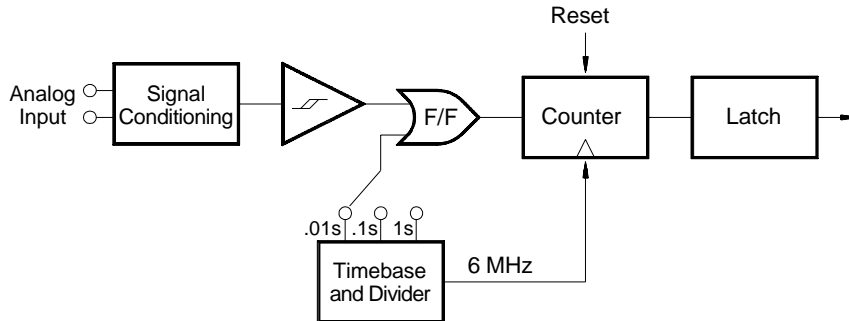 Reset
Analog
Input
Signal
Conditioning
F/F
Counter
Latch
.01s .1s 1s
Timebase
and Divider
6 MHz